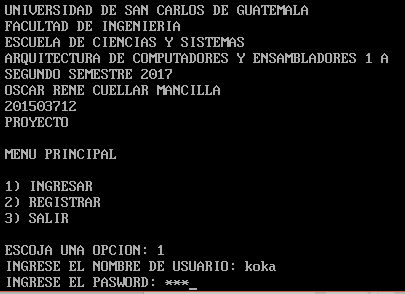 UNIVERSIDAD DE SAN CARLOS DE GUATEMALA
FACULTAD DE INGENIERIA
ESCUELA DE CIENCIAS Y SISTEMAS
ARQUITECTURA DE COMPUTADORES Y ENSAMBLADORES 1 A
SEGUNDO SEMESTRE 2017
OSCAR RENE CUELLAR MANCILLA
201503712
PROYECTO
MENU PRINCIPAL
1) INGRESAR
2) REGISTRAR
3) SALIR
ESCOJA UNA OPCION: 1
INGRESE EL NOMBRE DE USUARIO: koka
INGRESE EL PASWORD: ***_